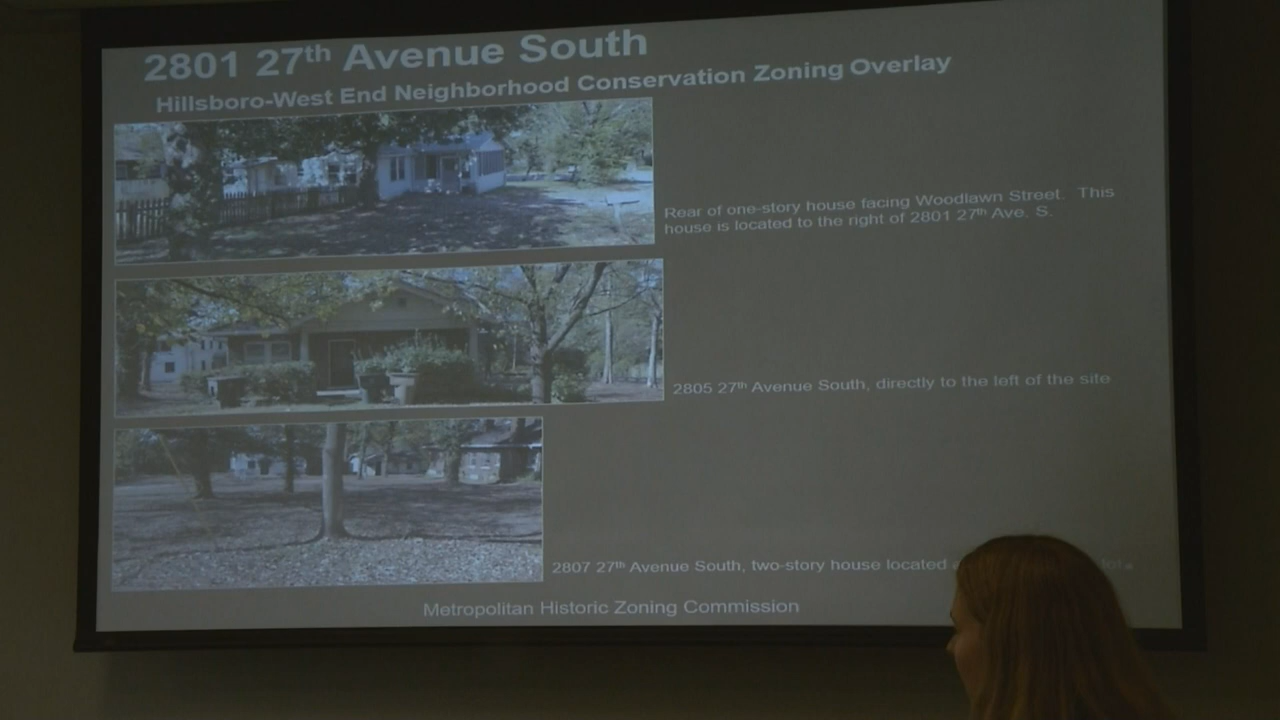 2801 27th Avenue South
Hillsboro-West End Neighborhood Conservation Zoning Overlay
Rear of one-story house facing Woodlawn Street. This
house is located to the right of 2801 27th Ave. S.
2805 27th Avenue South, directly to the left of the site
2807 27th Avenue South, two-story house located lot.
Metropolitan Historic Zoning Commission